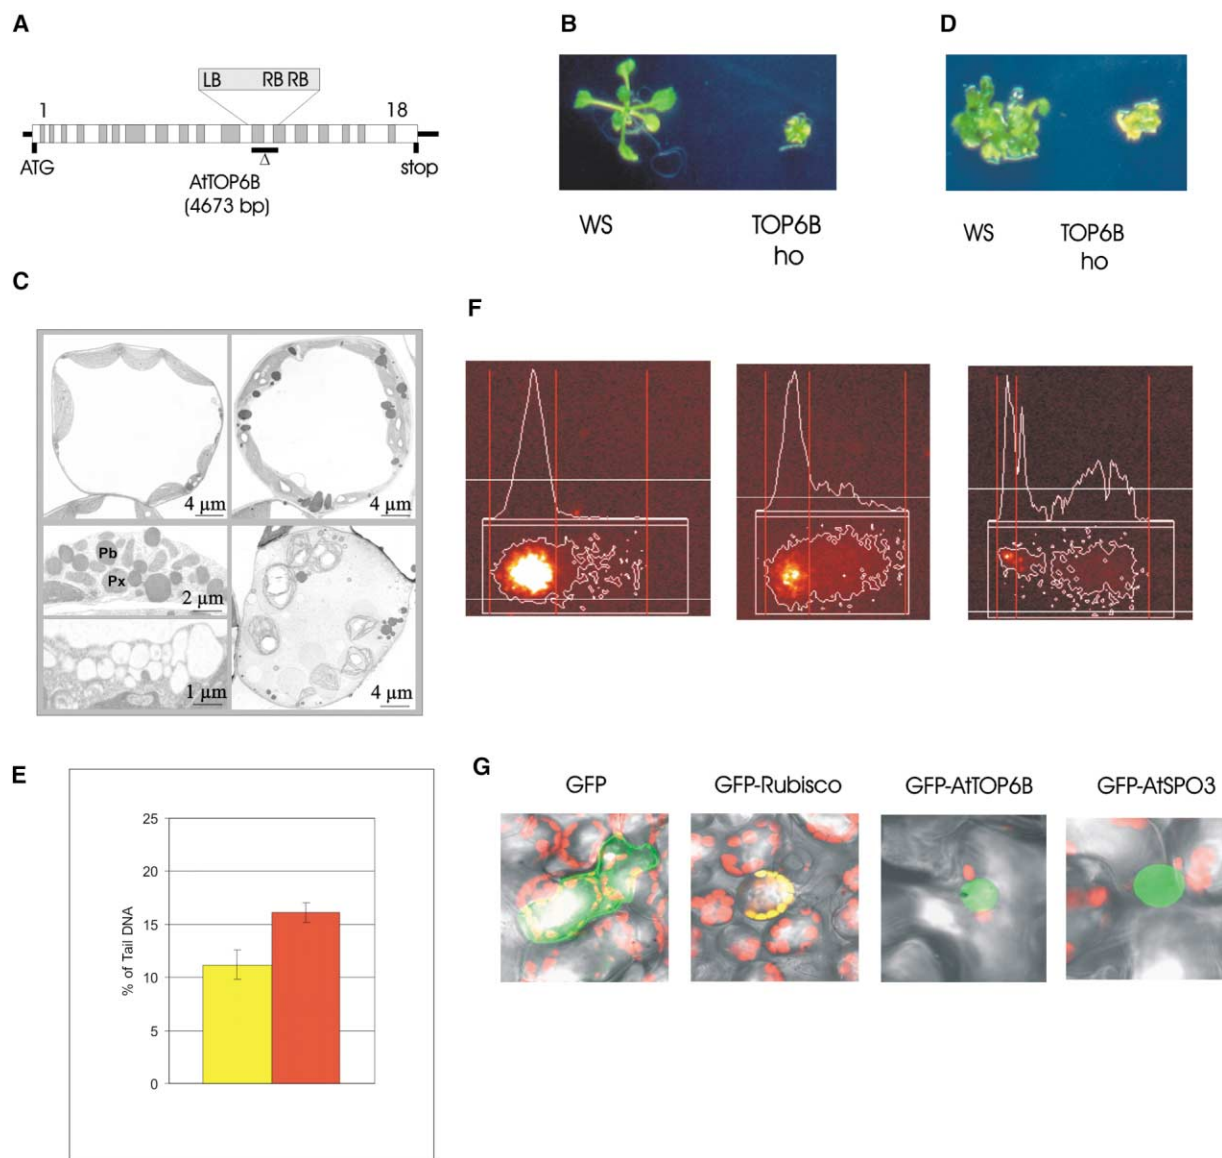 A
LB RB RB
1 18
ATG stop
Δ
AtTOP6B
(4673 bp)
B
WS TOP6B
ho
D
WS TOP6B
ho
C
4 µm 4 µm
Pb
Px
2 µm
1 µm 4 µm
F
E
% of Tail DNA
25
20
15
10
5
0
G
GFP GFP-Rubisco GFP-AtTOP6B GFP-AtSPO3